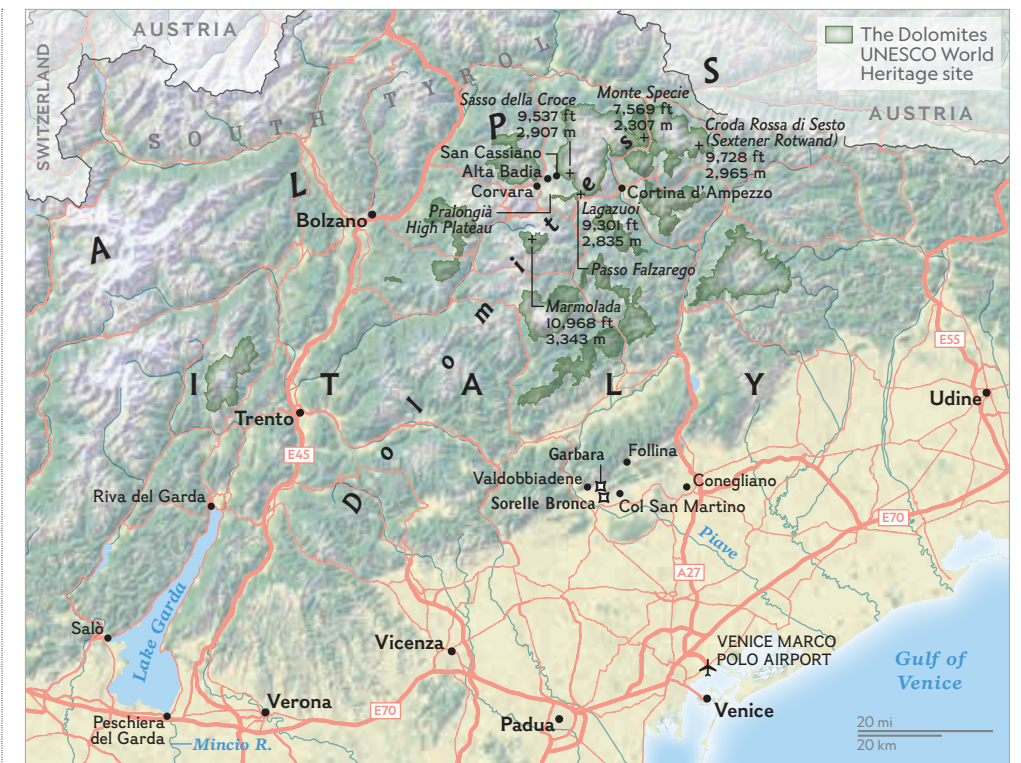 AUSTRIA
The Dolomites
UNESCO World
Heritage site
SWITZERLAND
SOUTH TYROL
ALPS
AUSTRIA
Sasso della Croce
9,537 ft
2,907 m
Monte Specie
7,569 ft
2,307 m
Croda Rossa di Sesto
(Sextener Rotwand)
9,728 ft
2,965 m
San Cassiano
Alta Badia
Corvara
Cortina d'Ampezzo
Bolzano
Pralongià
High Plateau
Lagazuoi
9,301 ft
2,835 m
Passo Falzarego
Marmolada
10,968 ft
3,343 m
Dolomites
ITALY
E55
Udine
Trento
E45
Garbara
Follina
Valdobbiadene
Conegliano
Riva del Garda
Sorelle Bronca
Col San Martino
E70
Piave
A27
Lake Garda
Salò
Vicenza
VENICE MARCO
POLO AIRPORT
Gulf of
Venice
Verona
E70
Padua
Venice
Peschiera
del Garda
Mincio R.
20 mi
20 km